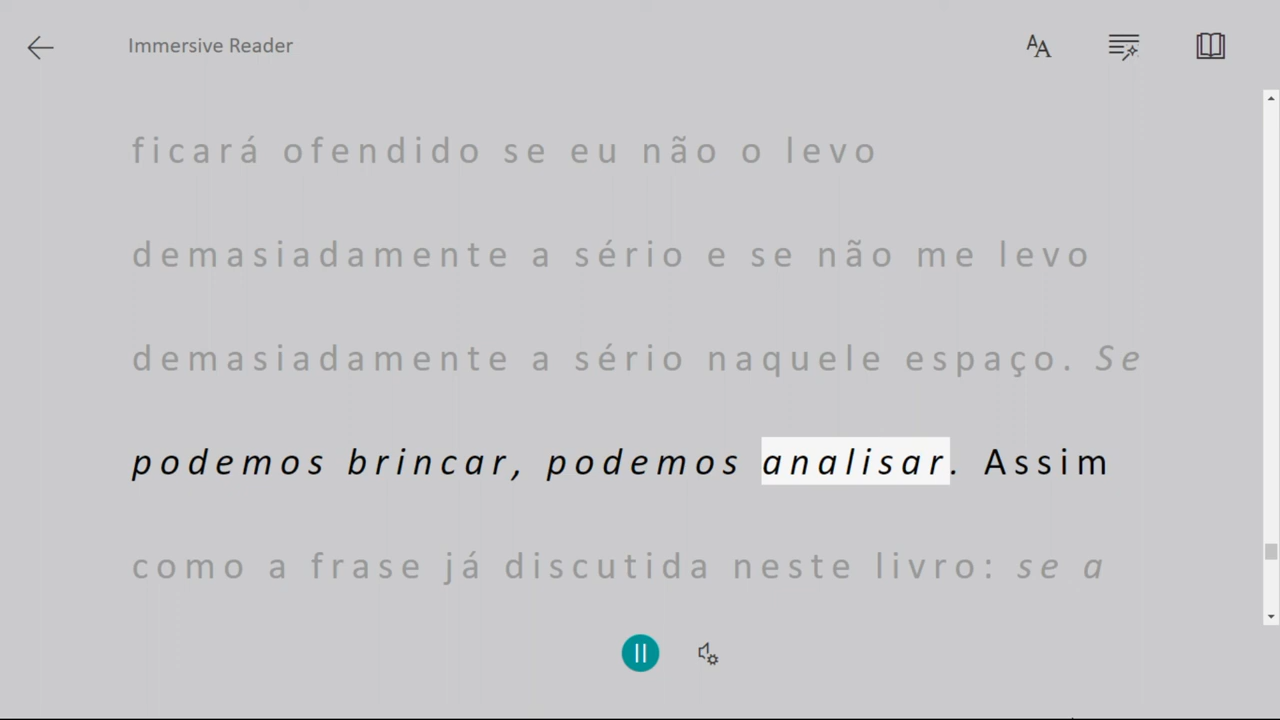 Immersive Reader
ficará ofendido se eu não o levo
demasiadamente a sério e se não me levo
demasiadamente a sério naquele espaço. Se
podemos brincar, podemos analisar. Assim
como a frase já discutida neste livro: se a